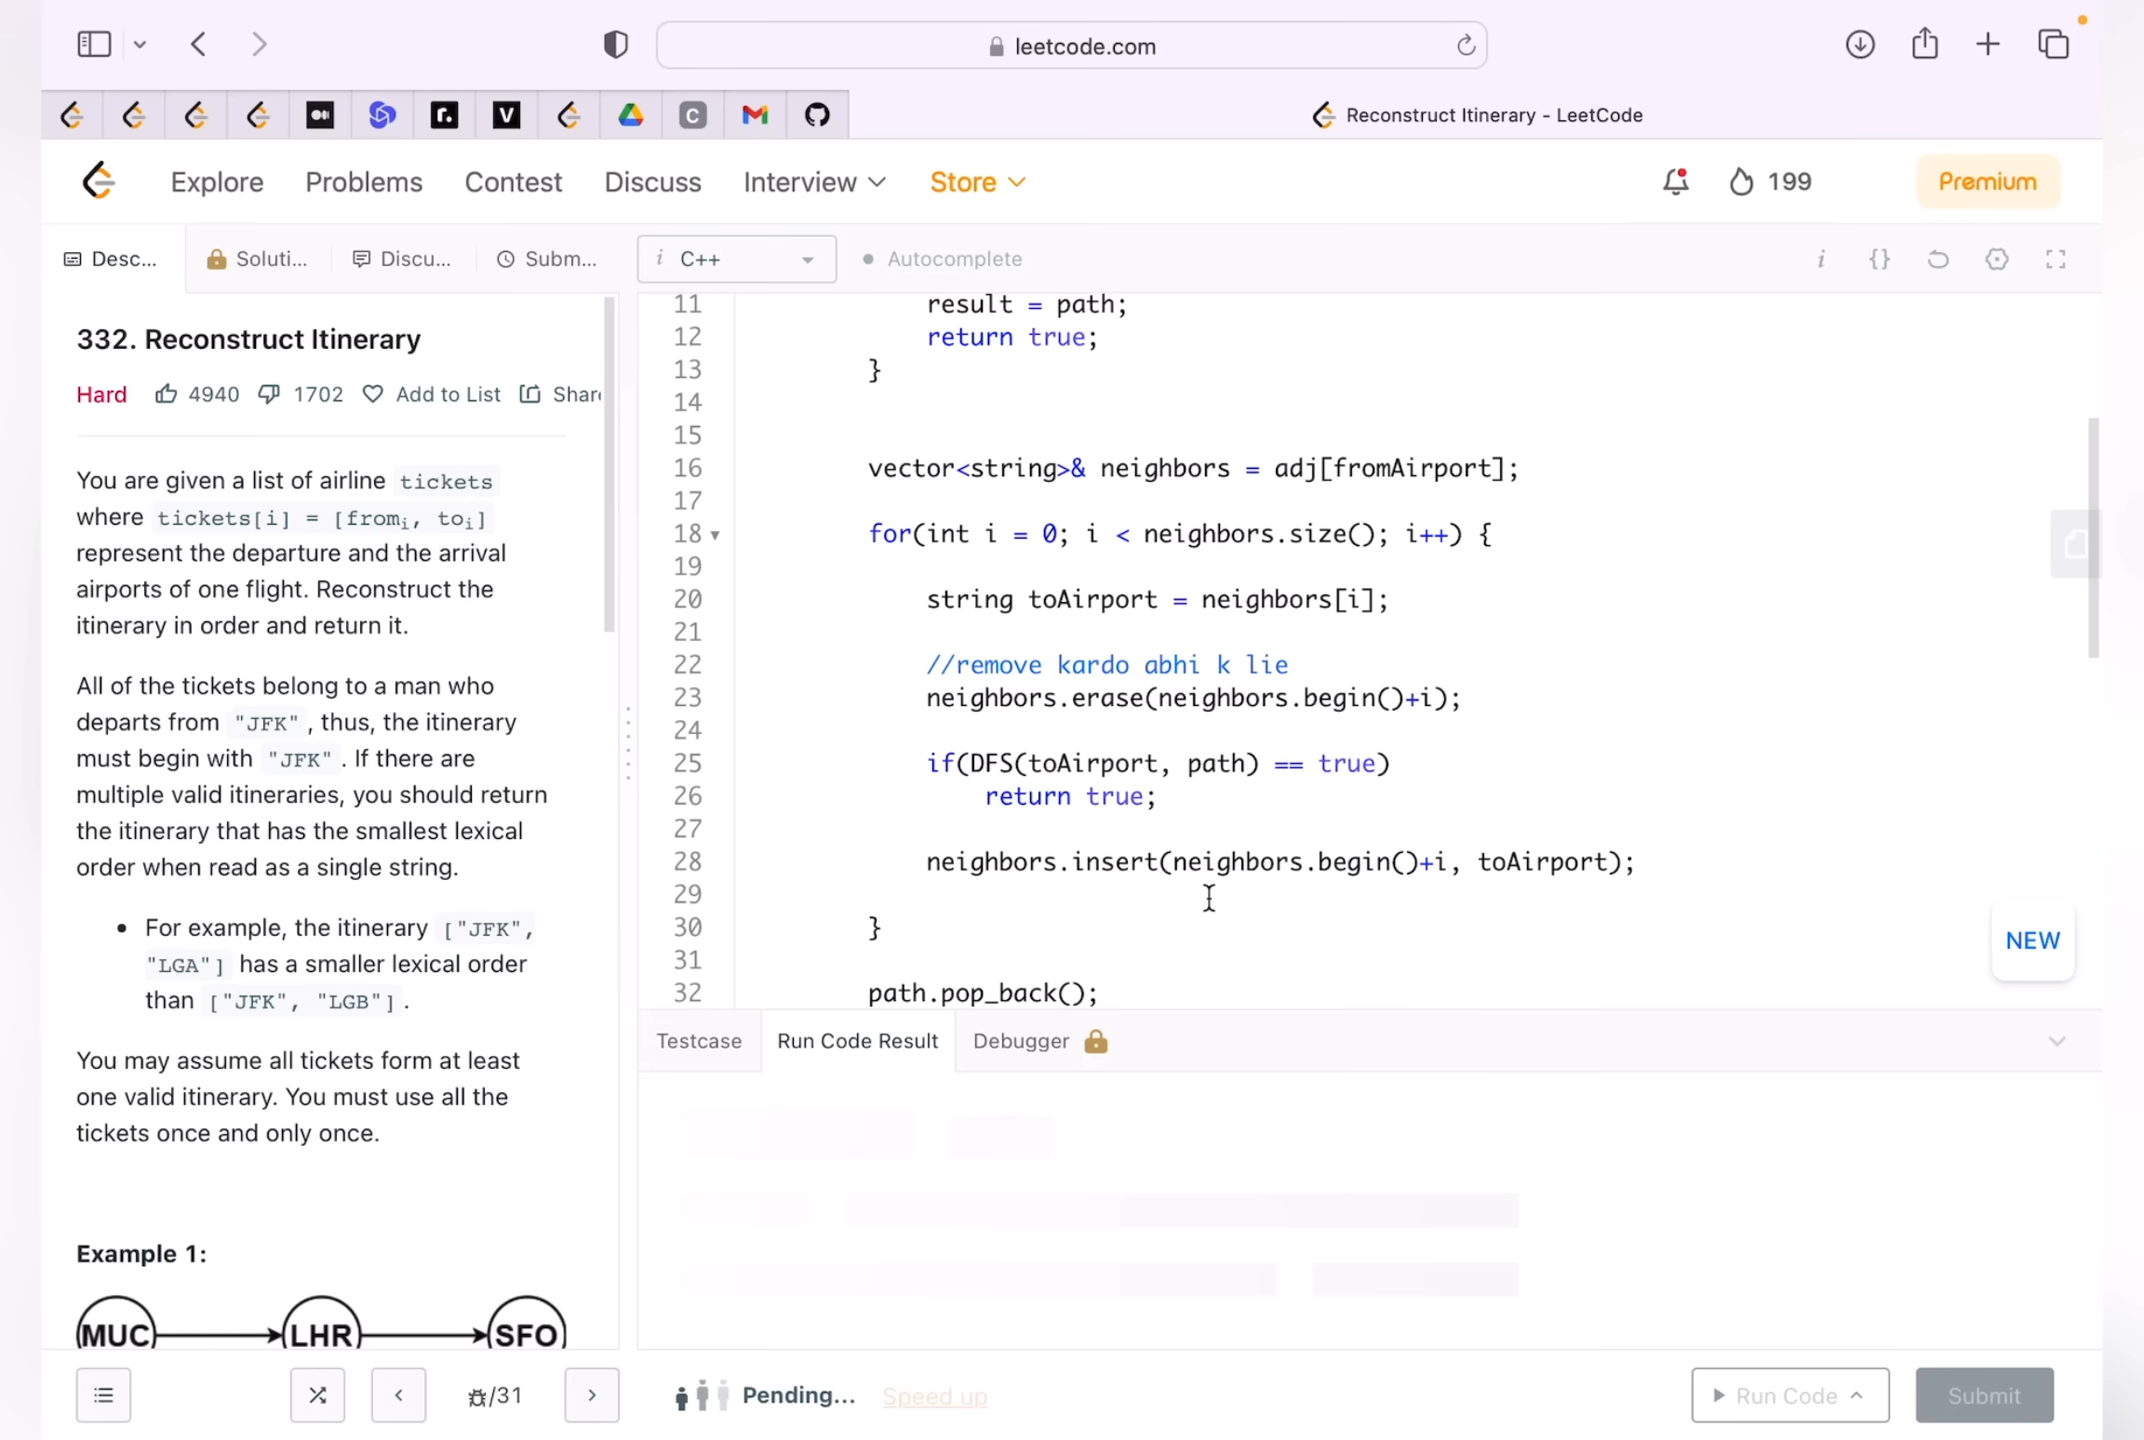 leetcode.com
Reconstruct Itinerary - LeetCode
Explore Problems Contest Discuss Interview Store 199 Premium
Desc... Soluti... Discu... Subm...
332. Reconstruct Itinerary
Hard 4940 1702 Add to List Share
You are given a list of airline tickets
where tickets[i] = [fromi, toi]
represent the departure and the arrival
airports of one flight. Reconstruct the
itinerary in order and return it.
All of the tickets belong to a man who
departs from "JFK", thus, the itinerary
must begin with "JFK". If there are
multiple valid itineraries, you should return
the itinerary that has the smallest lexical
order when read as a single string.
• For example, the itinerary ["JFK",
"LGA"] has a smaller lexical order
than ["JFK", "LGB"].
You may assume all tickets form at least
one valid itinerary. You must use all the
tickets once and only once.
Example 1:
MUC LHR SFO
/31
i C++ Autocomplete
11 result = path;
12 return true;
13 }
14
15
16 vector<string>& neighbors = adj[fromAirport];
17
18 for(int i = 0; i < neighbors.size(); i++) {
19
20 string toAirport = neighbors[i];
21
22 //remove kardo abhi k lie
23 neighbors.erase(neighbors.begin()+i);
24
25 if(DFS(toAirport, path) == true)
26 return true;
27
28 neighbors.insert(neighbors.begin()+i, toAirport);
29
30 }
31
32 path.pop_back();
NEW
Testcase Run Code Result Debugger
Pending... Speed up Run Code Submit